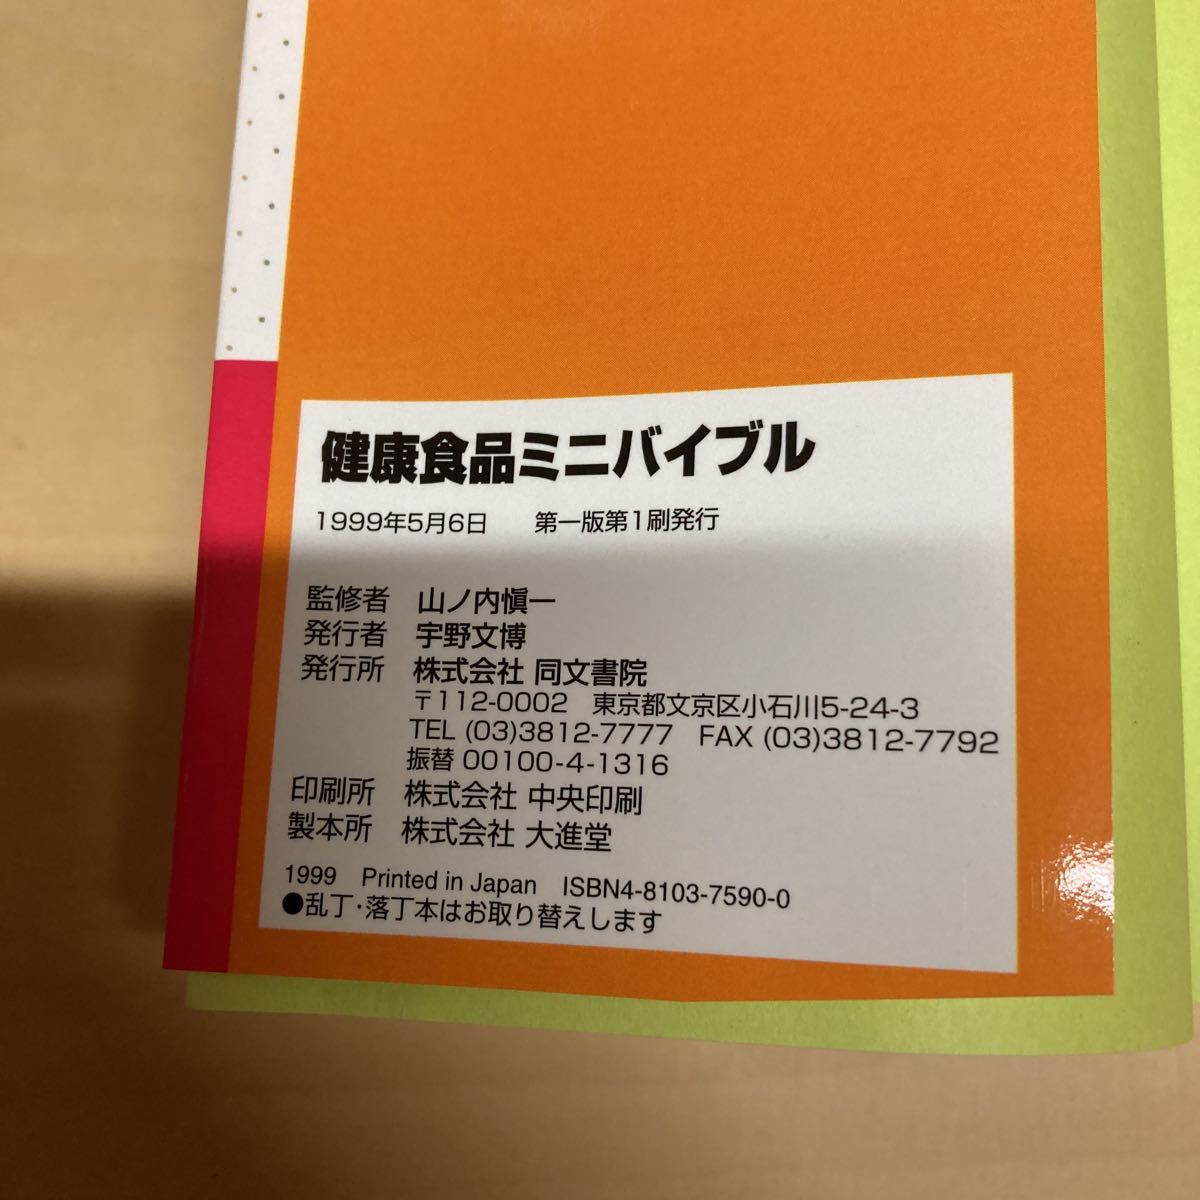 健康食品ミニバイブル
1999年5月6日　第一版第1刷発行
監修者　山ノ内愼一
発行者　宇野文博
発行所　株式会社 同文書院
〒112-0002　東京都文京区小石川5-24-3
TEL (03)3812-7777　FAX (03)3812-7792
振替 00100-4-1316
印刷所　株式会社 中央印刷
製本所　株式会社 大進堂
1999　Printed in Japan　ISBN4-8103-7590-0
●乱丁・落丁本はお取り替えします